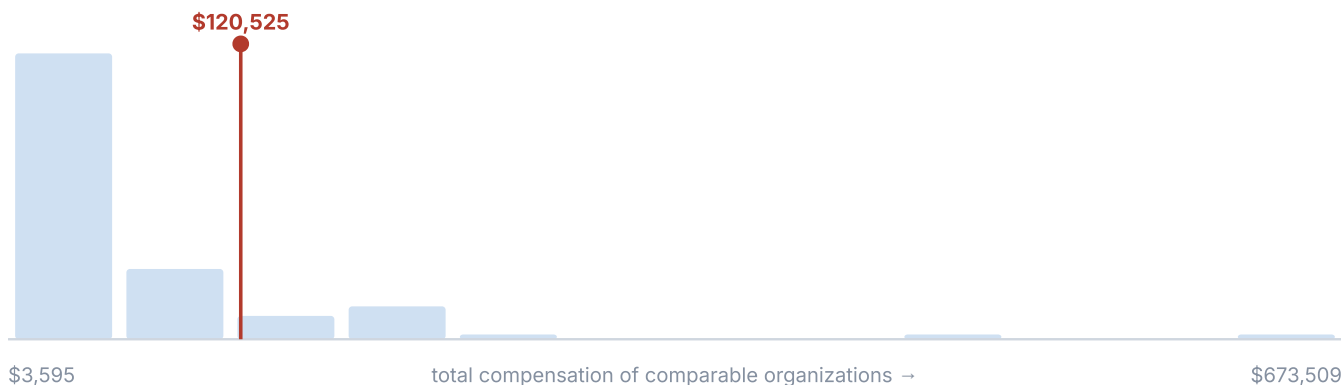 $120,525
$3,595 total compensation of comparable organizations → $673,509